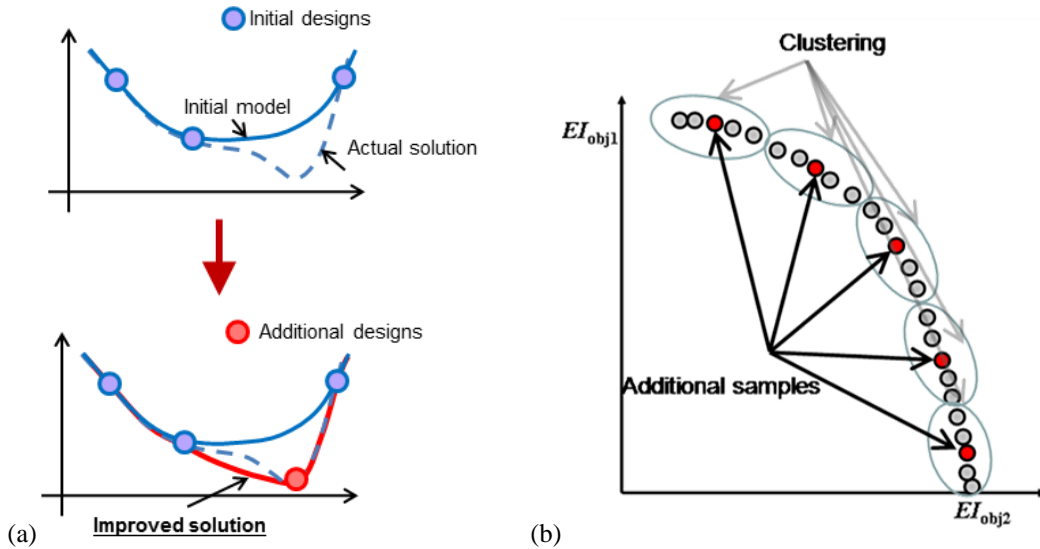 Initial designs
Initial model
Actual solution
Additional designs
Improved solution
(a)
Clustering
EIobj1
Additional samples
EIobj2
(b)